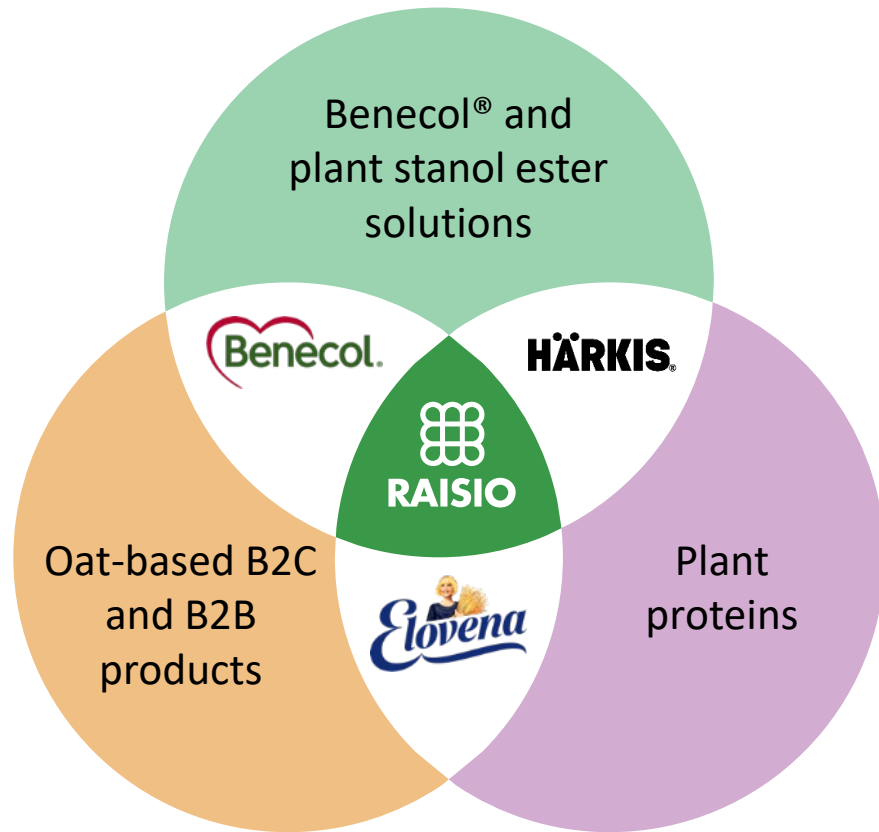 Benecol® and
plant stanol ester
solutions
Benecol®
HÄRKIS®
RAISIO
Oat-based B2C
and B2B
products
Elovena
Plant
proteins